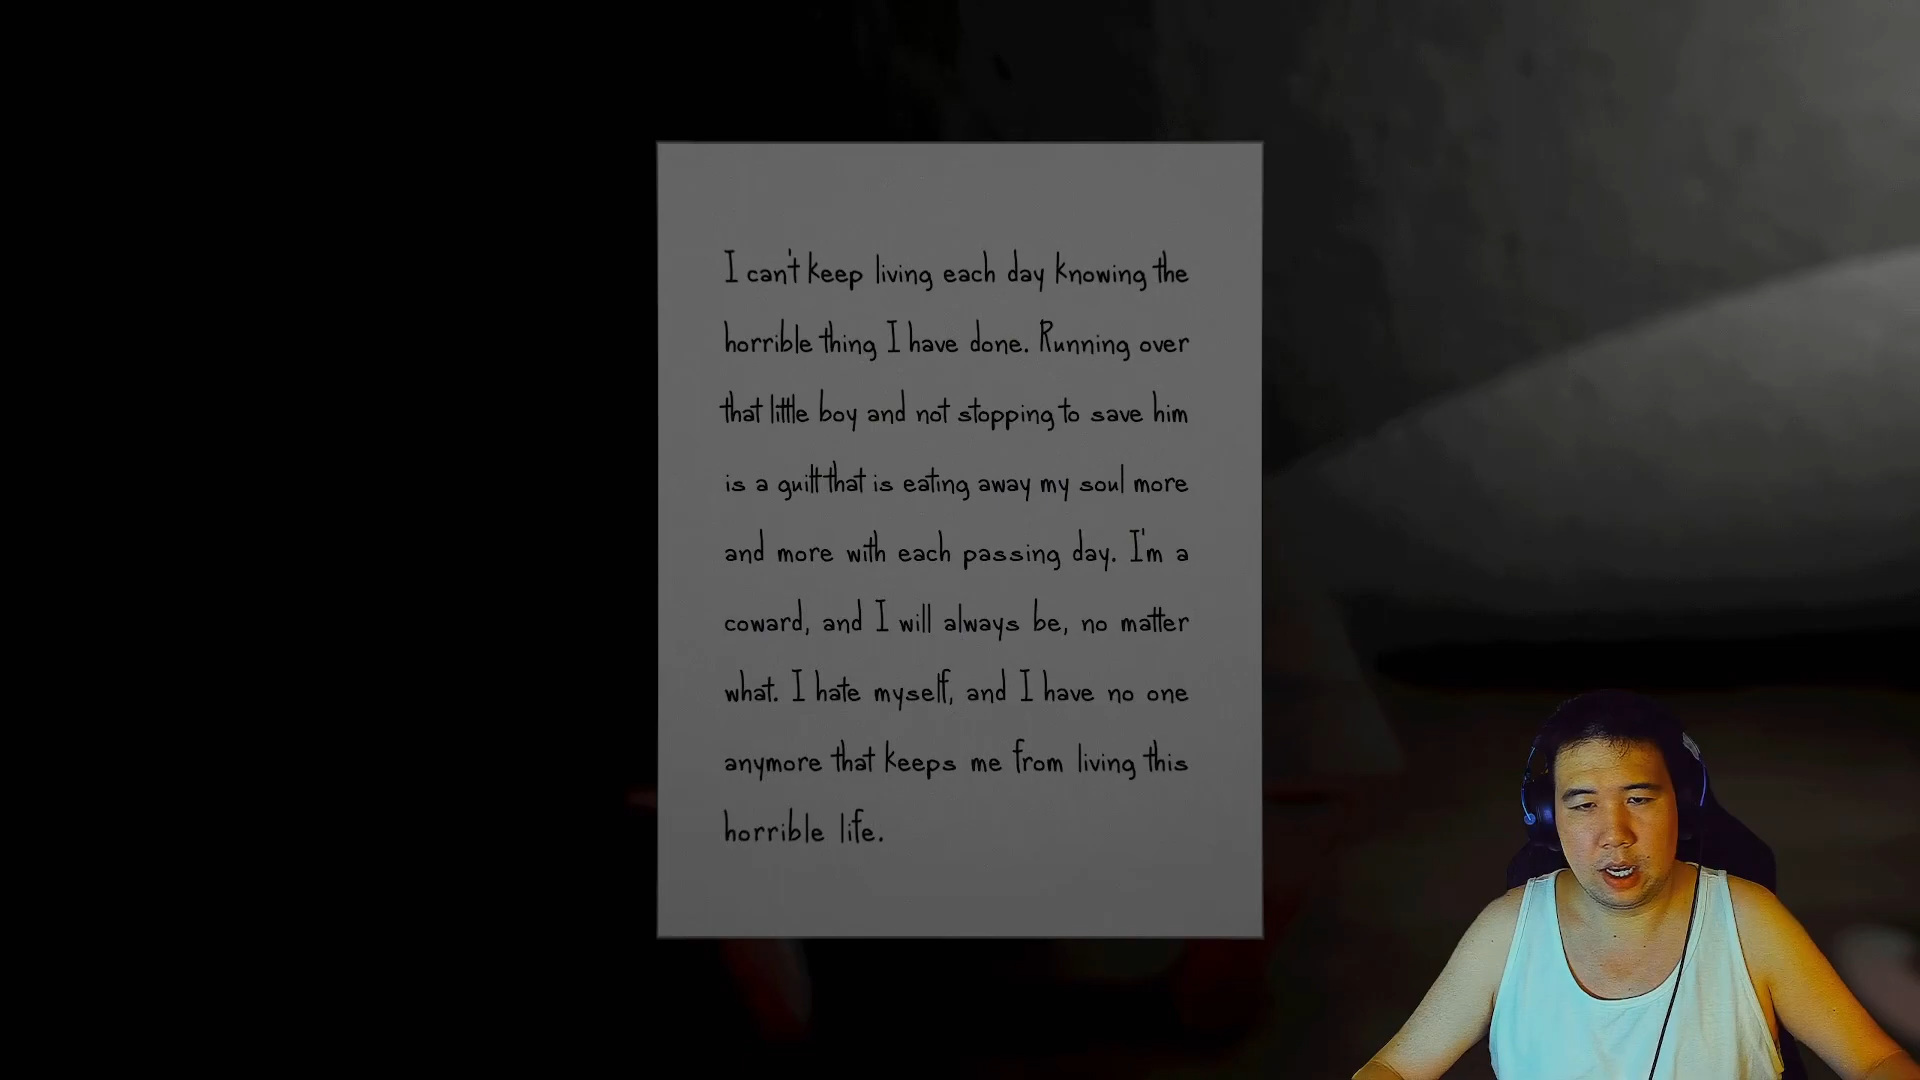 I can't keep living each day knowing the
horrible thing I have done. Running over
that little boy and not stopping to save him
is a guilt that is eating away my soul more
and more with each passing day. I'm a
coward, and I will always be, no matter
what. I hate myself, and I have no one
anymore that keeps me from living this
horrible life.